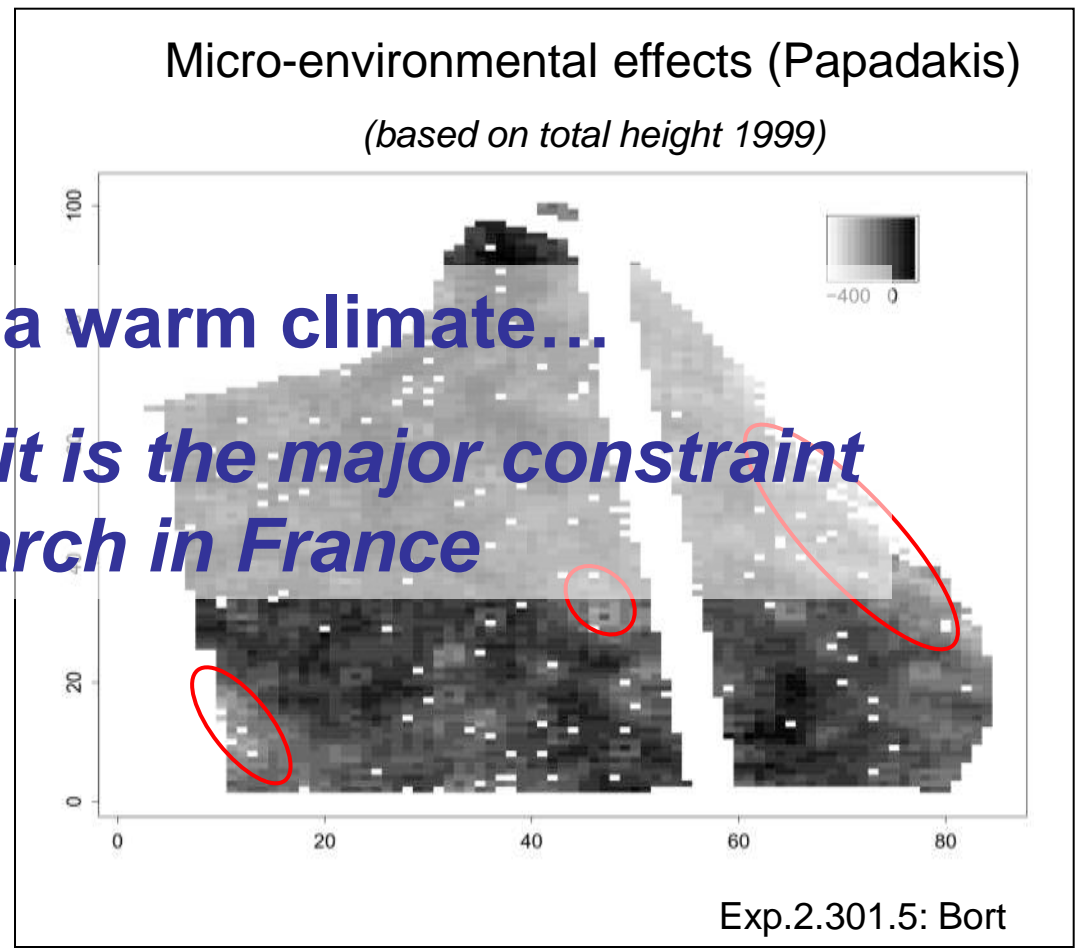 Micro-environmental effects (Papadakis)
(based on total height 1999)
100
−400 0
a warm climate…
it is the major constraint
arch in France
20
0
0 20 40 60 80
Exp.2.301.5: Bort